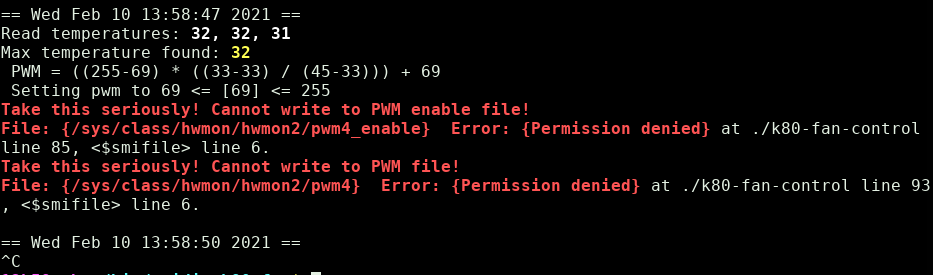 == Wed Feb 10 13:58:47 2021 ==
Read temperatures: 32, 32, 31
Max temperature found: 32
 PWM = ((255-69) * ((33-33) / (45-33))) + 69
 Setting pwm to 69 <= [69] <= 255
Take this seriously! Cannot write to PWM enable file!
File: {/sys/class/hwmon/hwmon2/pwm4_enable}  Error: {Permission denied} at ./k80-fan-control
line 85, <$smifile> line 6.
Take this seriously! Cannot write to PWM file!
File: {/sys/class/hwmon/hwmon2/pwm4}  Error: {Permission denied} at ./k80-fan-control line 93
, <$smifile> line 6.
== Wed Feb 10 13:58:50 2021 ==
^C